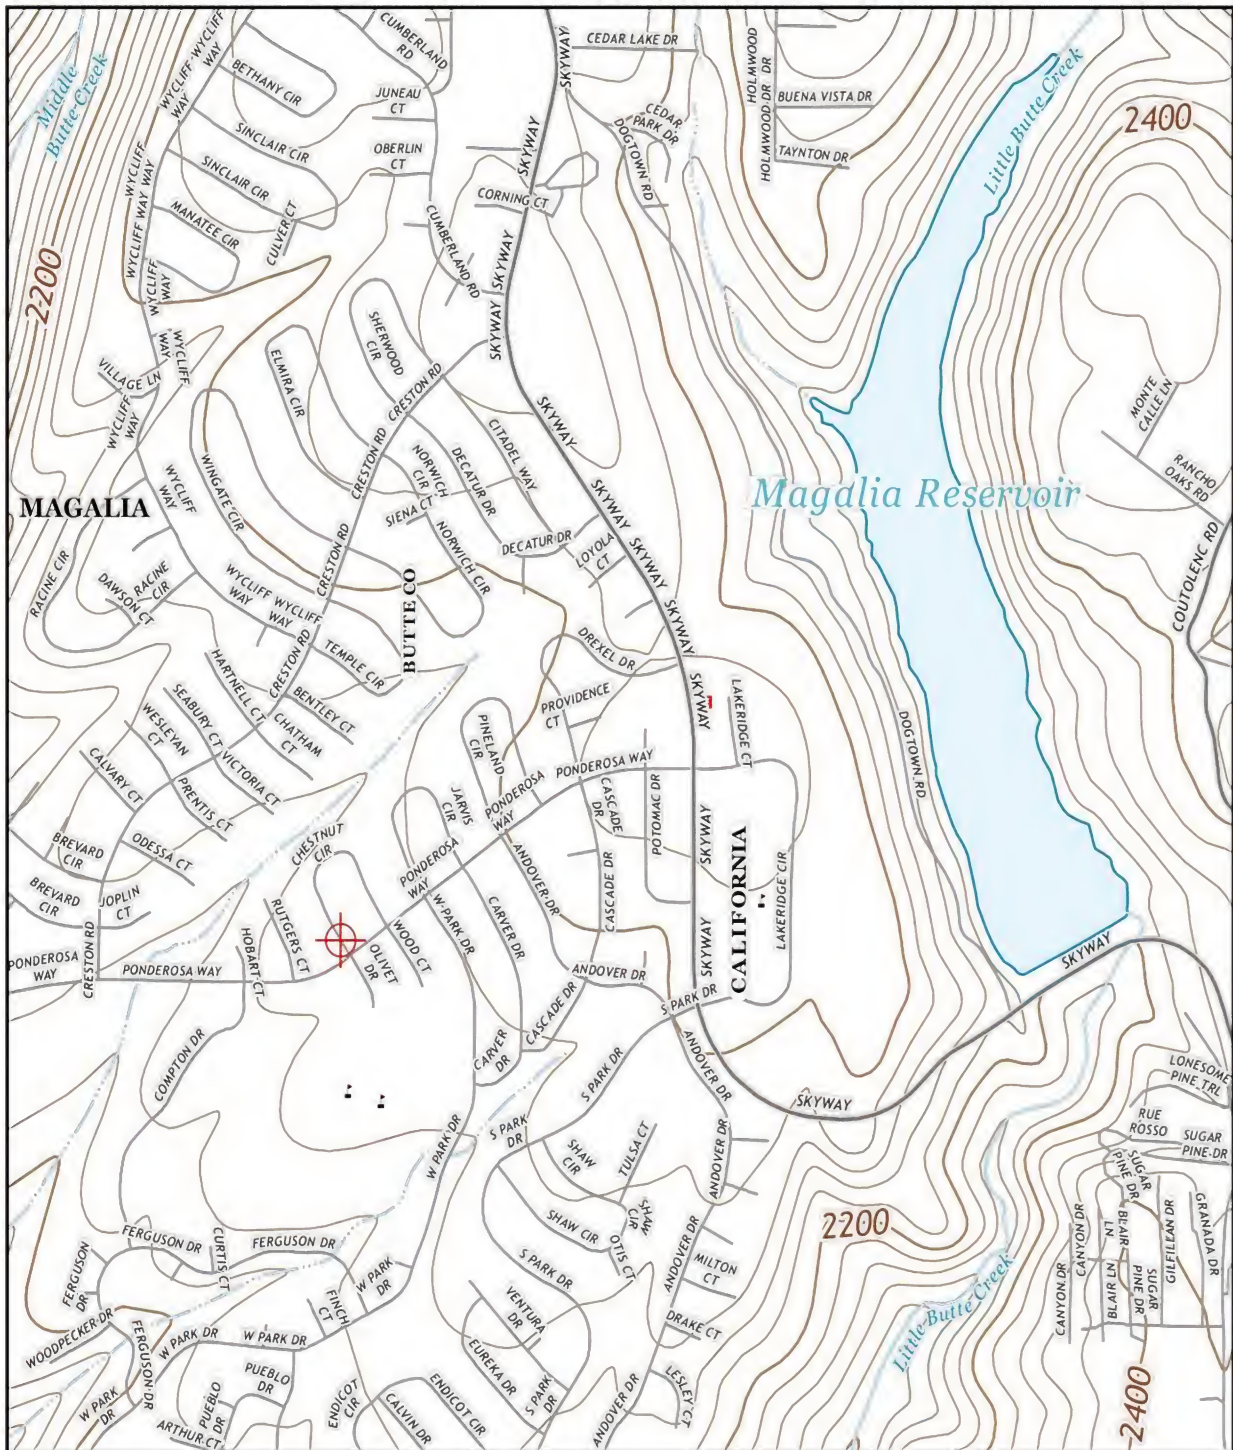 CUMBERLAND
RD
SKYWAY
CEDAR LAKE DR
HOLMWOOD
DR
Little Butte Creek
2400
Middle
Butte Creek
WYCLIFF
WAY
WYCLIFF
WAY
BETHANY CIR
JUNEAU
CT
CEDAR
PARK DR
BUENA VISTA DR
HOLMWOOD DR
TAYNTON DR
SINCLAIR CIR
OBERLIN
CT
SKYWAY
DOGTOWN RD
WYCLIFF
WAY
SINCLAIR CIR
CORNING CT
MANATEE CIR
CULVER CT
CUMBERLAND RD
SKYWAY
WYCLIFF WAY
2200
WYCLIFF
WAY
SHERWOOD
CIR
SKYWAY
WYCLIFF
WAY
ELMIRA CIR
VILLAGE LN
CRESTON RD
MONTE
CALLE LN
WYCLIFF
WAY
SKYWAY
CITADEL WAY
CRESTON RD
NORWICH
CIR
DECATUR DR
RANCHO
OAKS RD
WYCLIFF
WAY
WINGATE CIR
MAGALIA
Magalia Reservoir
SKYWAY
SIENA CT
NORWICH CIR
DECATUR DR
LOYOLA
CT
SKYWAY
COUTOLENC RD
RACINE CIR
RACINE
CIR
DAWSON CT
CRESTON RD
WYCLIFF
WAY
WYCLIFF
WAY
BUTTE CO
SKYWAY
DREXEL DR
TEMPLE CIR
CRESTON RD
HARTNELL CT
BENTLEY CT
CHATHAM
CT
SEABURY CT
WESLEYAN
CT
VICTORIA CT
CALVARY CT
PRENTIS CT
PROVIDENCE
CT
SKYWAY
LAKERIDGE CT
PINELAND
CIR
DOGTOWN RD
PONDEROSA WAY
PONDEROSA
WAY
JARVIS
CIR
CASCADE
DR
POTOMAC DR
SKYWAY
CHESTNUT
CIR
BREVARD
CIR
ODESSA CT
PONDEROSA
WAY
ANDOVER DR
CASCADE DR
CALIFORNIA
LAKERIDGE CIR
BREVARD
CIR
JOPLIN
CT
RUTGERS CT
HOBART CT
WOOD CT
OLIVET
DR
W PARK DR
CARVER DR
SKYWAY
SKYWAY
PONDEROSA
WAY
CRESTON RD
PONDEROSA WAY
ANDOVER DR
S PARK DR
CASCADE DR
CARVER
DR
COMPTON DR
ANDOVER DR
S PARK DR
SKYWAY
LONESOME
PINE TRL
RUE
ROSSO
SUGAR
PINE DR
W PARK DR
S PARK
DR
SHAW
CIR
TULSA CT
ANDOVER DR
SUGAR
PINE DR
SHAW CIR
SHAW
CIR
OTIS CT
2200
CANYON DR
BLAIR
LN
GILFILEAN DR
GRANADA DR
FERGUSON DR
CURTIS CT
FERGUSON DR
W PARK
DR
S PARK DR
ANDOVER DR
MILTON
CT
Little Butte Creek
CANYON DR
BLAIR LN
SUGAR
PINE DR
FERGUSON
DR
FINCH
CT
VENTURA
DR
DRAKE CT
WOODPECKER DR
FERGUSON DR
W PARK DR
W PARK DR
EUREKA DR
S PARK
DR
LESLEY CT
W PARK
DR
PUEBLO
DR
PUEBLO
DR
ARTHUR CT
ENDICOT
CIR
CALVIN DR
ENDICOT CIR
ANDOVER DR
2400